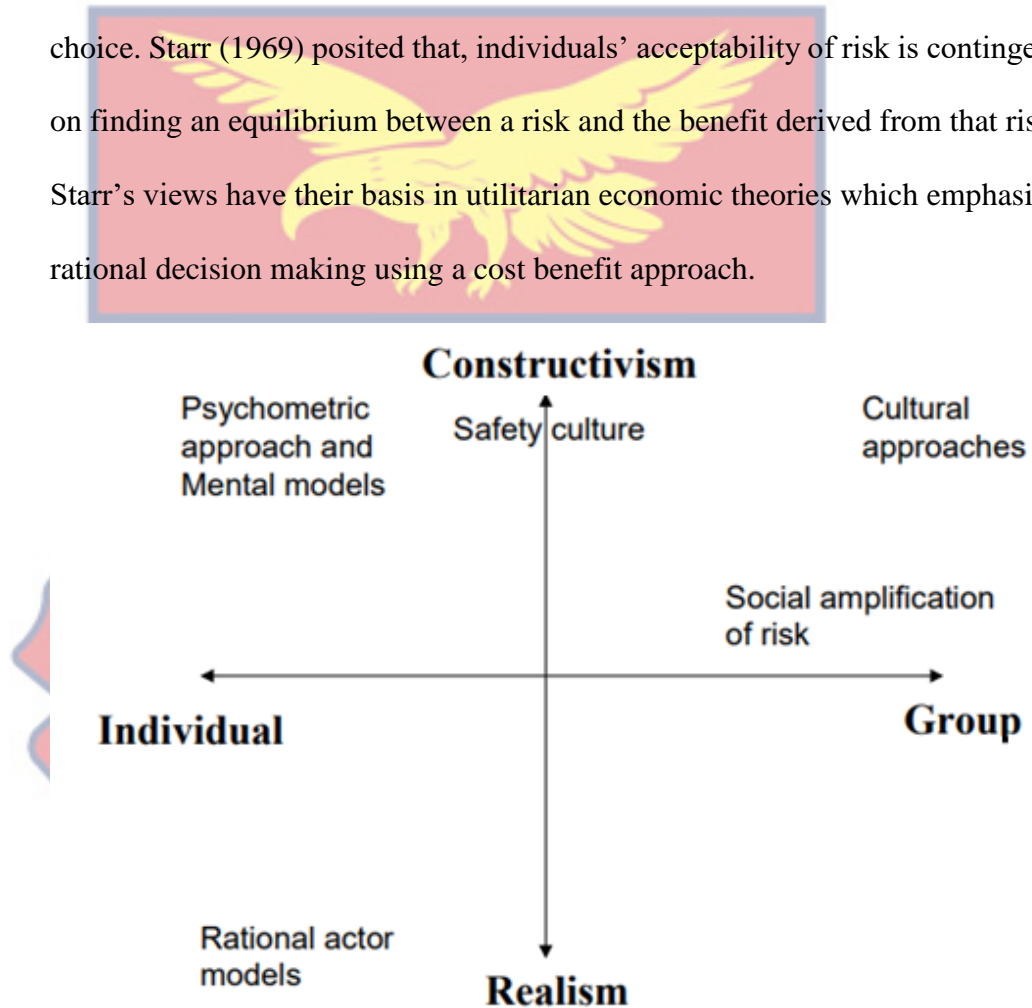 choice. Starr (1969) posited that, individuals’ acceptability of risk is continge
on finding an equilibrium between a risk and the benefit derived from that ris
Starr’s views have their basis in utilitarian economic theories which emphasi
rational decision making using a cost benefit approach.
Constructivism
Psychometric
approach and
Mental models
Safety culture
Cultural
approaches
Social amplification
of risk
Individual
Group
Rational actor
models
Realism